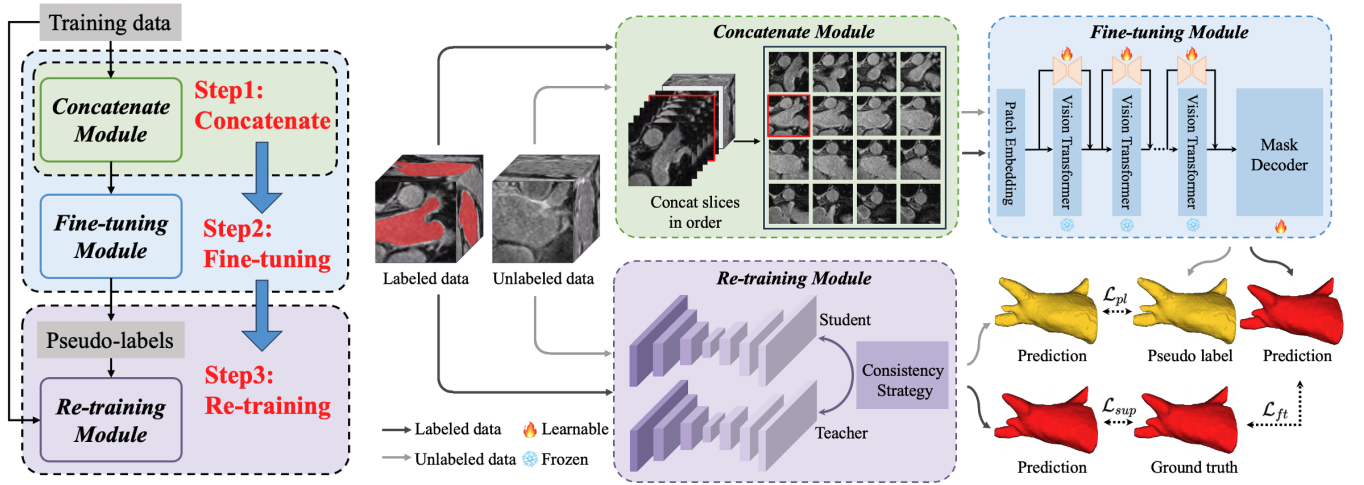 Training data
Concatenate
Module
Step1:
Concatenate
Fine-tuning
Module
Step2:
Fine-tuning
Pseudo-labels
Step3:
Re-training
Re-training
Module
Labeled data
Unlabeled data
Labeled data
Learnable
Unlabeled data
Frozen
Concatenate Module
Concat slices
in order
Fine-tuning Module
Patch Embedding
Vision Transformer
Vision Transformer
......
Vision Transformer
Mask
Decoder
Re-training Module
Student
Consistency
Strategy
Teacher
ℒpl
Prediction
Pseudo label
Prediction
ℒsup
ℒft
Prediction
Ground truth